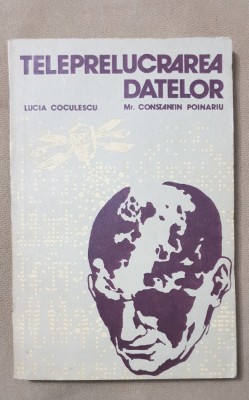 TELEPRELUCRAREA
DATELOR
LUCIA COCULESCU Mr. CONSTANTIN POINARIU